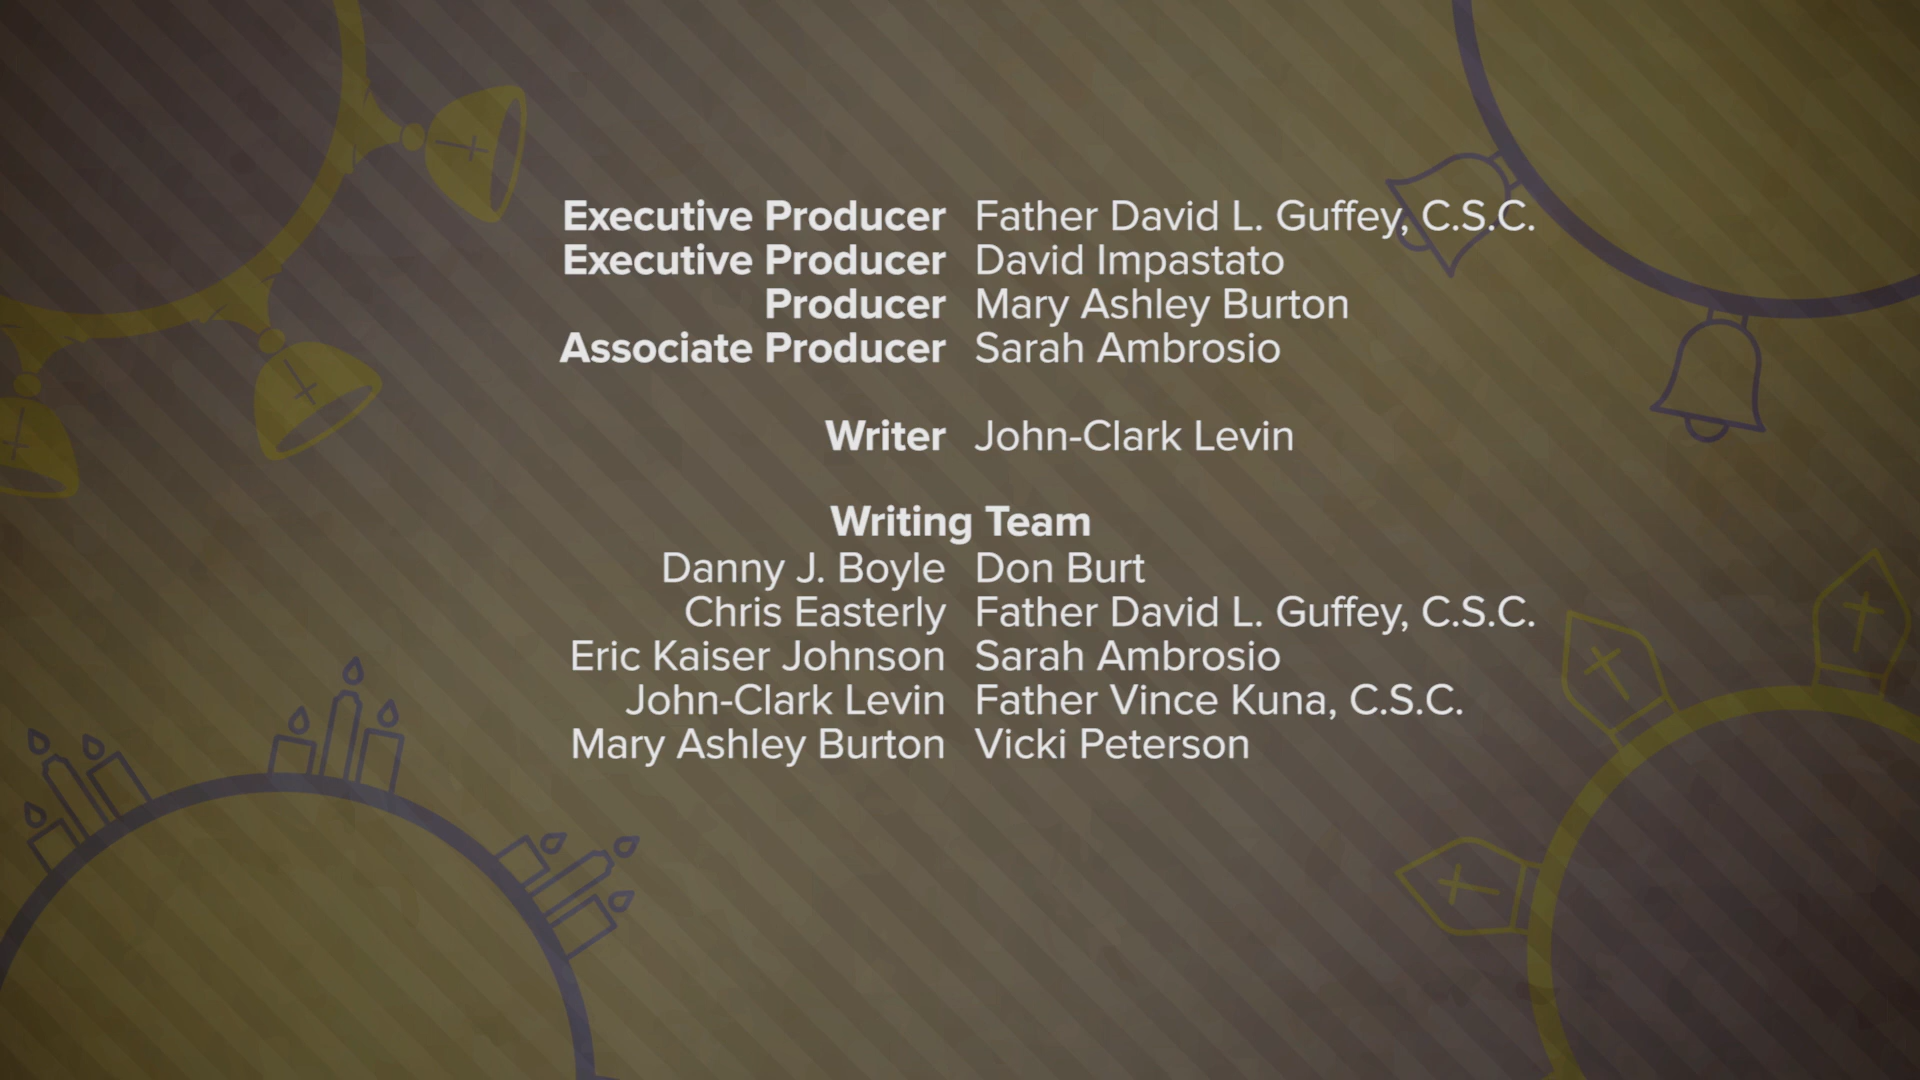 Executive Producer Father David L. Guffey, C.S.C.
Executive Producer David Impastato
Producer Mary Ashley Burton
Associate Producer Sarah Ambrosio
Writer John-Clark Levin
Writing Team
Danny J. Boyle Don Burt
Chris Easterly Father David L. Guffey, C.S.C.
Eric Kaiser Johnson Sarah Ambrosio
John-Clark Levin Father Vince Kuna, C.S.C.
Mary Ashley Burton Vicki Peterson